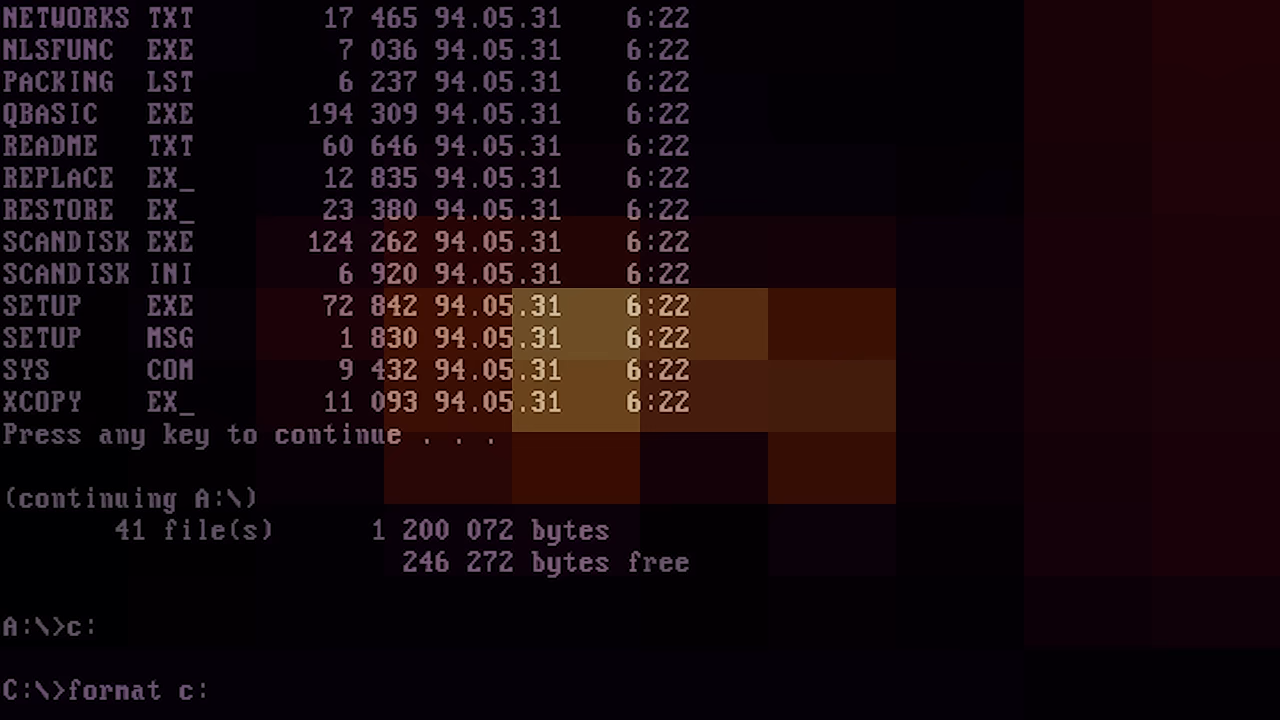 NETWORKS TXT        17 465 94.05.31    6:22
NLSFUNC  EXE         7 036 94.05.31    6:22
PACKING  LST         6 237 94.05.31    6:22
QBASIC   EXE       194 309 94.05.31    6:22
README   TXT        60 646 94.05.31    6:22
REPLACE  EX_        12 835 94.05.31    6:22
RESTORE  EX_        23 380 94.05.31    6:22
SCANDISK EXE       124 262 94.05.31    6:22
SCANDISK INI         6 920 94.05.31    6:22
SETUP    EXE        72 842 94.05.31    6:22
SETUP    MSG         1 830 94.05.31    6:22
SYS      COM         9 432 94.05.31    6:22
XCOPY    EX_        11 093 94.05.31    6:22
Press any key to continue . . .
(continuing A:\)
       41 file(s)      1 200 072 bytes
                         246 272 bytes free
A:\>c:
C:\>format c: